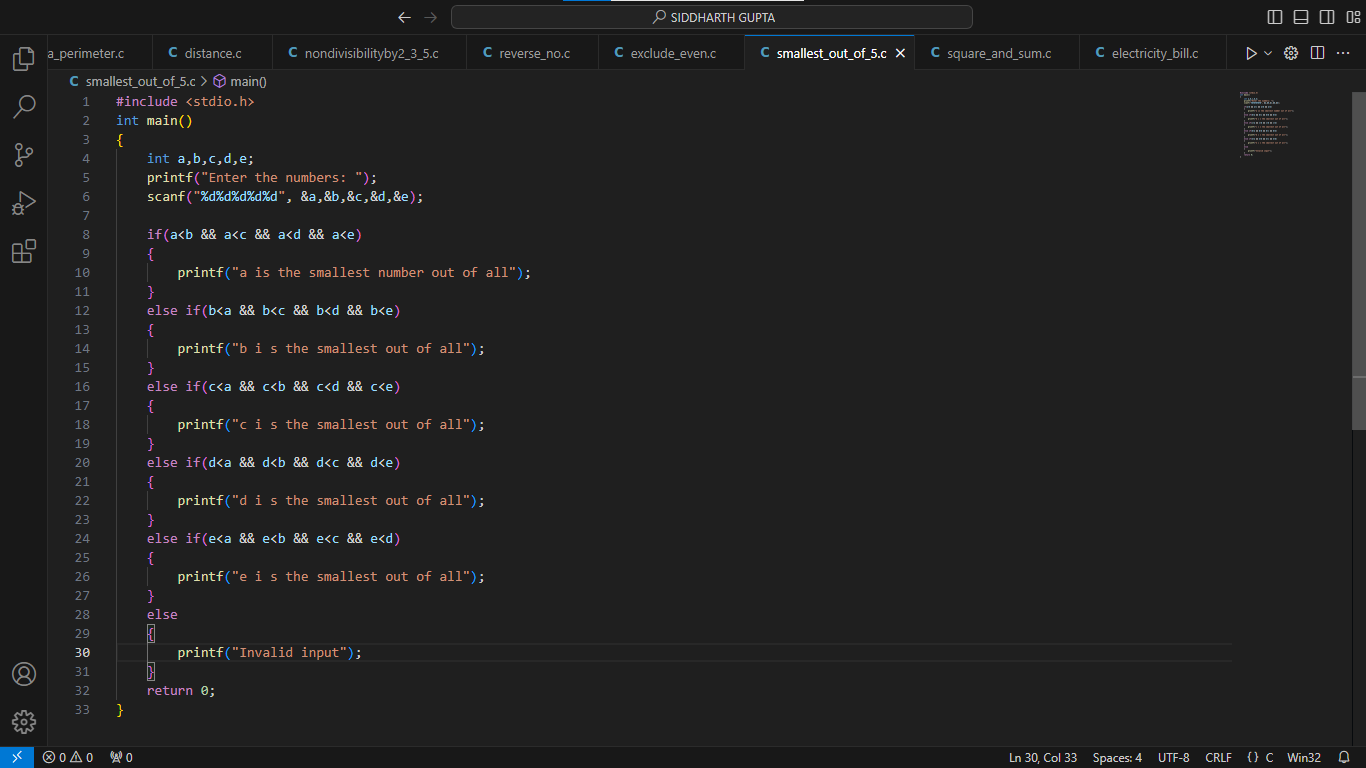 SIDDHARTH GUPTA
a_perimeter.c C distance.c C nondivisibilityby2_3_5.c C reverse_no.c C exclude_even.c C smallest_out_of_5.c C square_and_sum.c C electricity_bill.c
C smallest_out_of_5.c > main()
1 #include <stdio.h>
2 int main()
3 {
4     int a,b,c,d,e;
5     printf("Enter the numbers: ");
6     scanf("%d%d%d%d%d", &a,&b,&c,&d,&e);
7
8     if(a<b && a<c && a<d && a<e)
9     {
10         printf("a is the smallest number out of all");
11     }
12     else if(b<a && b<c && b<d && b<e)
13     {
14         printf("b i s the smallest out of all");
15     }
16     else if(c<a && c<b && c<d && c<e)
17     {
18         printf("c i s the smallest out of all");
19     }
20     else if(d<a && d<b && d<c && d<e)
21     {
22         printf("d i s the smallest out of all");
23     }
24     else if(e<a && e<b && e<c && e<d)
25     {
26         printf("e i s the smallest out of all");
27     }
28     else
29     {
30         printf("Invalid input");
31     }
32     return 0;
33 }
0 0 0 Ln 30, Col 33 Spaces: 4 UTF-8 CRLF {} C Win32